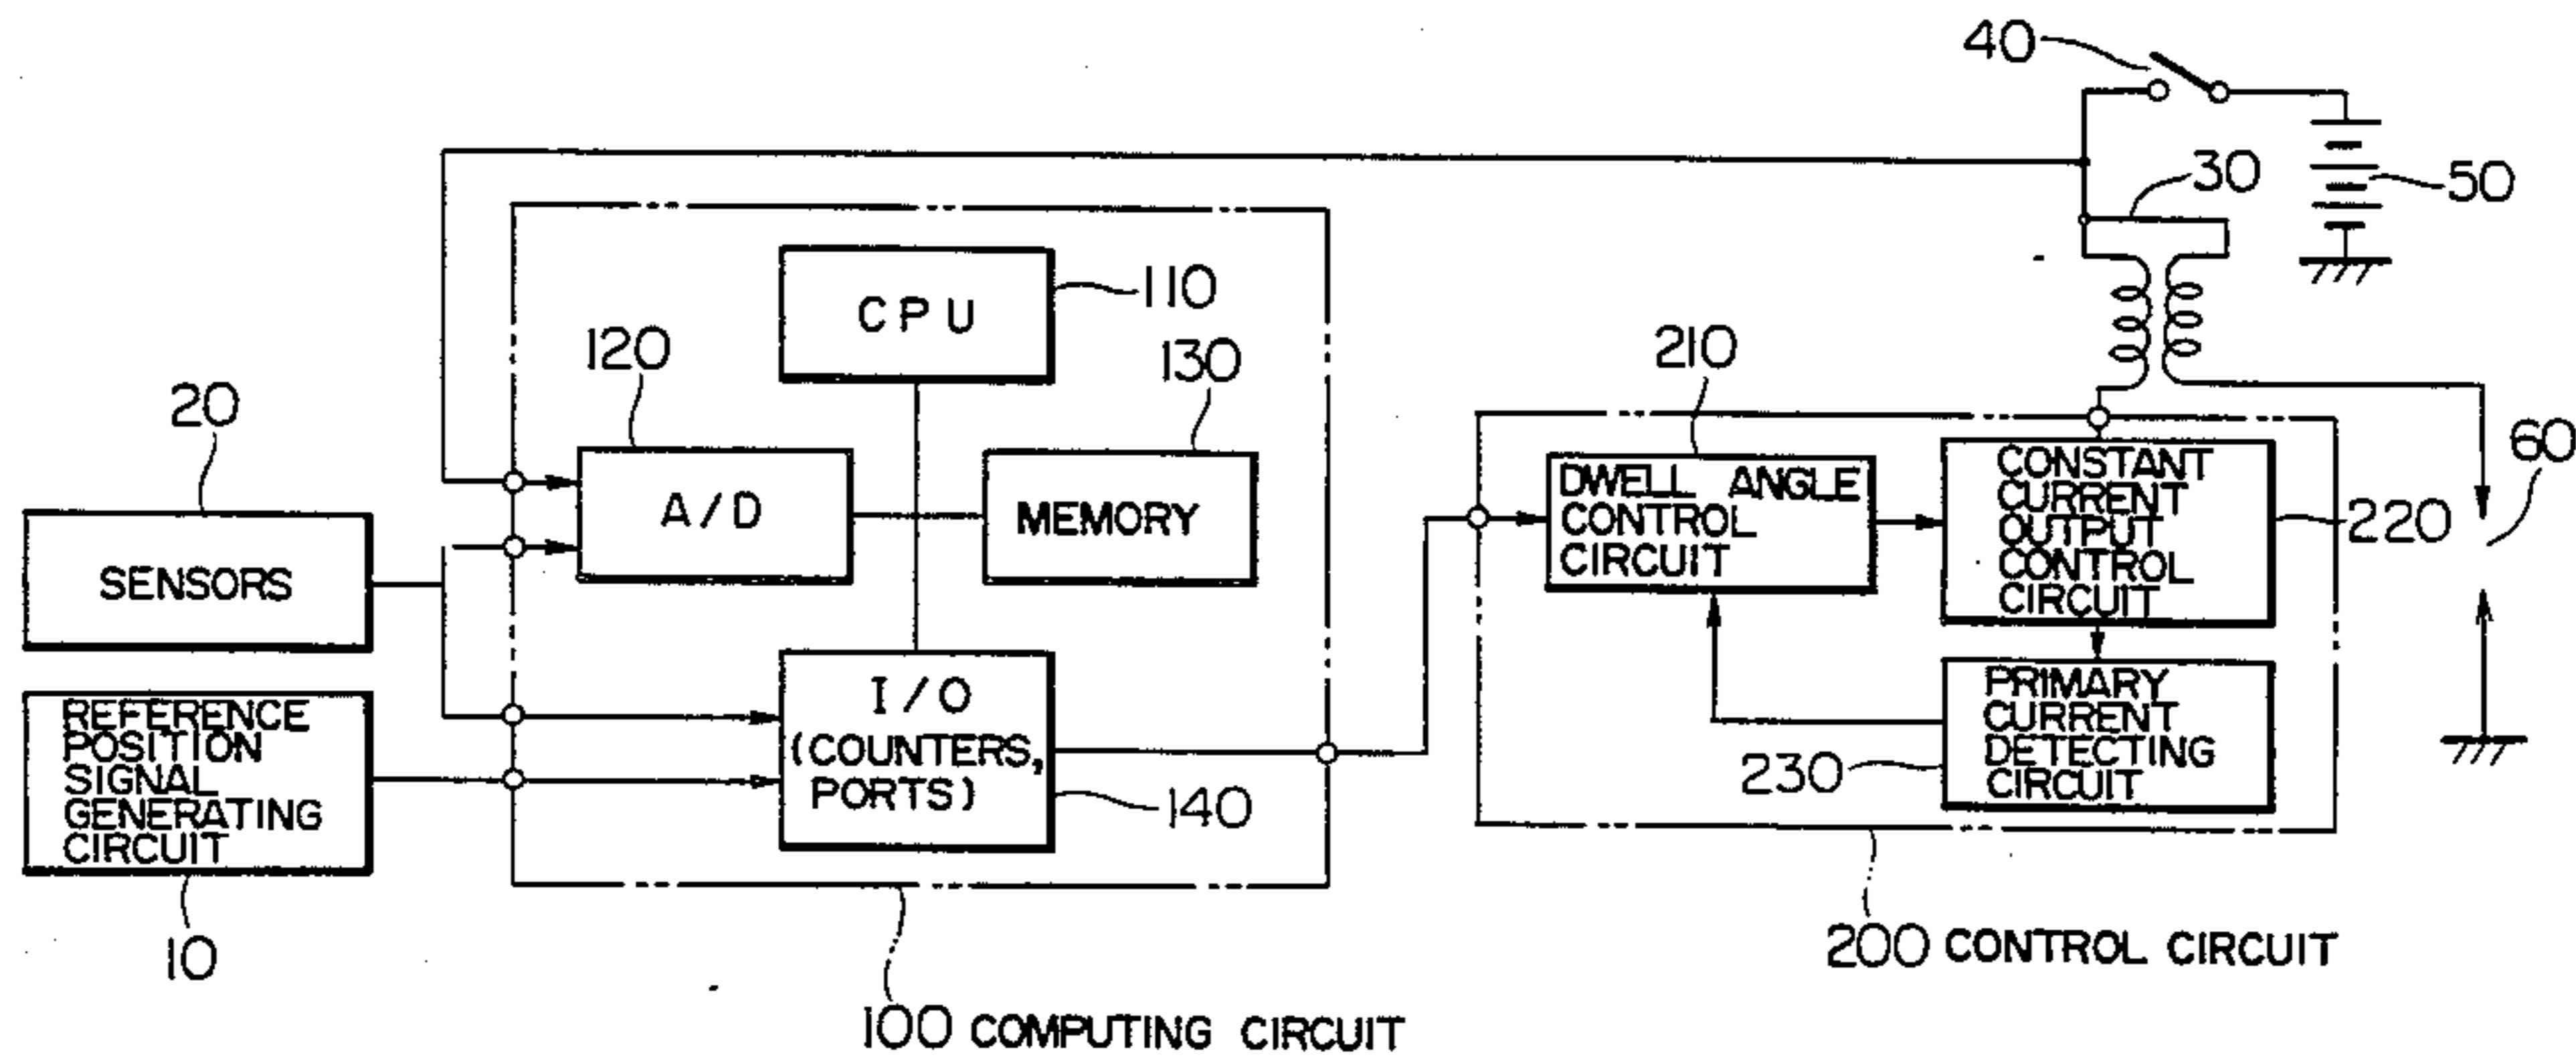 40
30
50
CPU
110
120
130
210
20
60
A/D
MEMORY
DWELL ANGLE
CONTROL
CIRCUIT
CONSTANT
CURRENT
OUTPUT
CONTROL
CIRCUIT
220
SENSORS
REFERENCE
POSITION
SIGNAL
GENERATING
CIRCUIT
I/O
(COUNTERS,
PORTS)
140
PRIMARY
CURRENT
DETECTING
CIRCUIT
230
10
200 CONTROL CIRCUIT
100 COMPUTING CIRCUIT